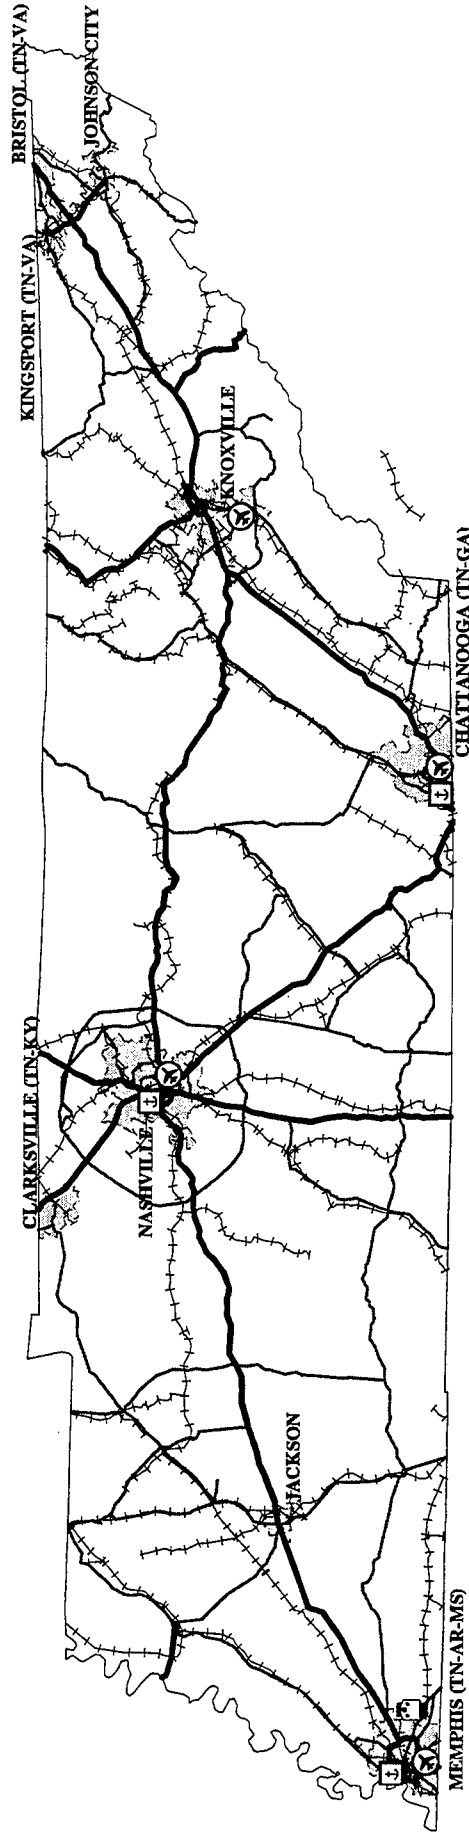 BRISTOL (TN-VA)
JOHNSON CITY
KINGSPORT (TN-VA)
KNOXVILLE
CHATTANOOGA (TN-GA)
CLARKSVILLE (TN-KY)
NASHVILLE
JACKSON
MEMPHIS (TN-AR-MS)